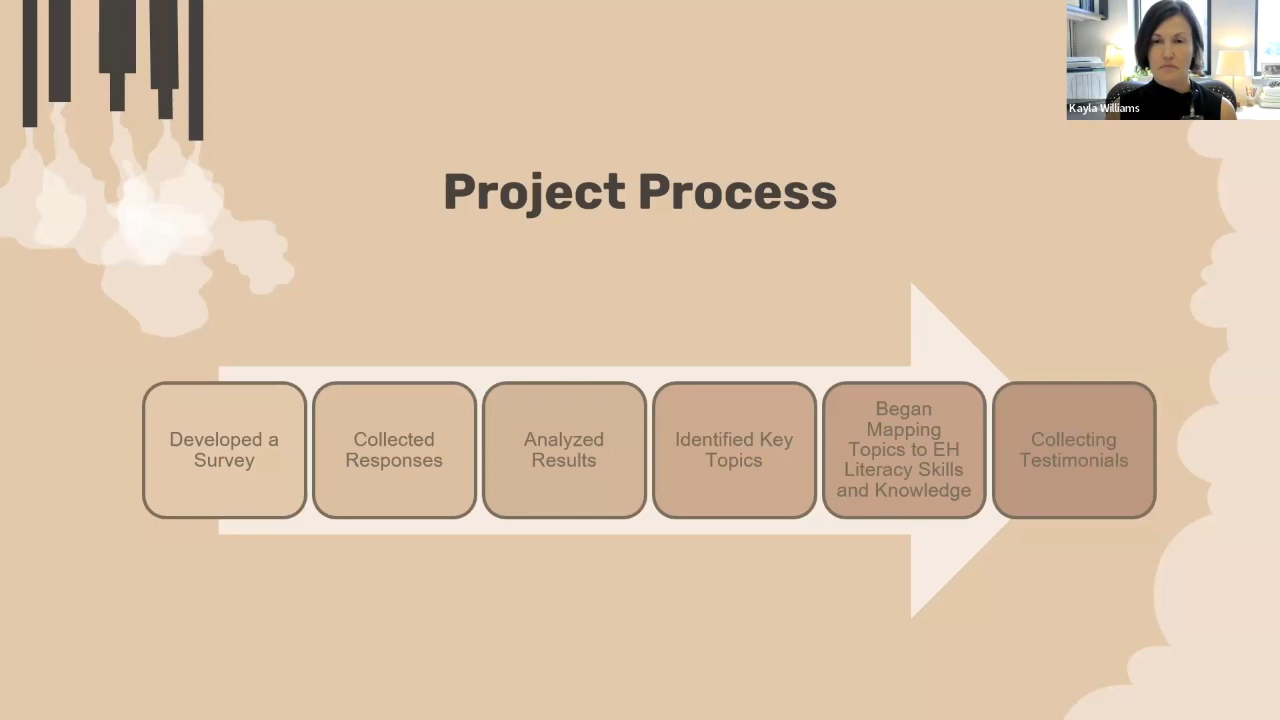 Kayla Williams
Project Process
Developed a
Survey
Collected
Responses
Analyzed
Results
Identified Key
Topics
Began
Mapping
Topics to EH
Literacy Skills
and Knowledge
Collecting
Testimonials